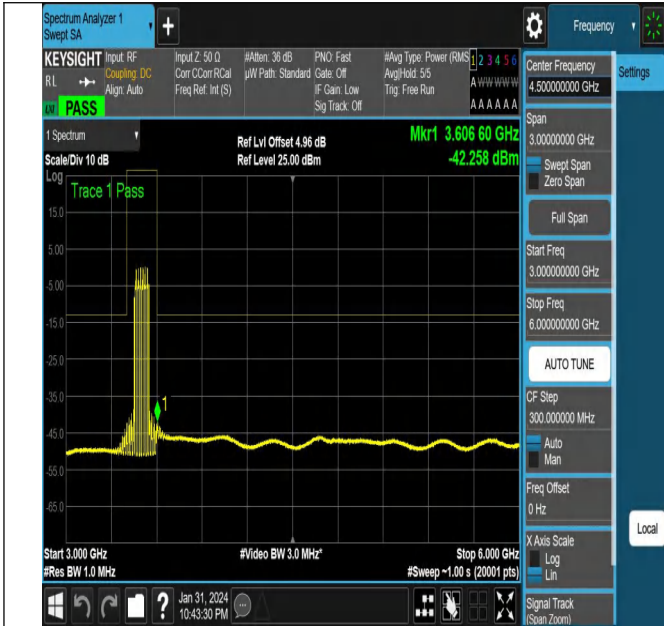 Spectrum Analyzer 1
Swept SA
+
Frequency
KEYSIGHT
RL
LXI
PASS
Input: RF
Coupling: DC
Align: Auto
Input Z: 50 Ω
Corr CCorr RCal
Freq Ref: Int (S)
#Atten: 36 dB
µW Path: Standard
PNO: Fast
Gate: Off
IF Gain: Low
Sig Track: Off
#Avg Type: Power (RMS)
Avg|Hold: 5/5
Trig: Free Run
1 2 3 4 5 6
A W W W W W
A A A A A A
1 Spectrum
Scale/Div 10 dB
Ref Lvl Offset 4.96 dB
Ref Level 25.00 dBm
Mkr1 3.606 60 GHz
-42.258 dBm
Log
Trace 1 Pass
15.0
5.00
-5.00
-15.0
-25.0
-35.0
-45.0
-55.0
-65.0
1
Start 3.000 GHz
#Res BW 1.0 MHz
#Video BW 3.0 MHz*
Stop 6.000 GHz
#Sweep ~1.00 s (20001 pts)
Jan 31, 2024
10:43:30 PM
?
Center Frequency
4.500000000 GHz
Span
3.00000000 GHz
Swept Span
Zero Span
Full Span
Start Freq
3.000000000 GHz
Stop Freq
6.000000000 GHz
AUTO TUNE
CF Step
300.000000 MHz
Auto
Man
Freq Offset
0 Hz
X Axis Scale
Log
Lin
Signal Track
(Span Zoom)
Settings
Local